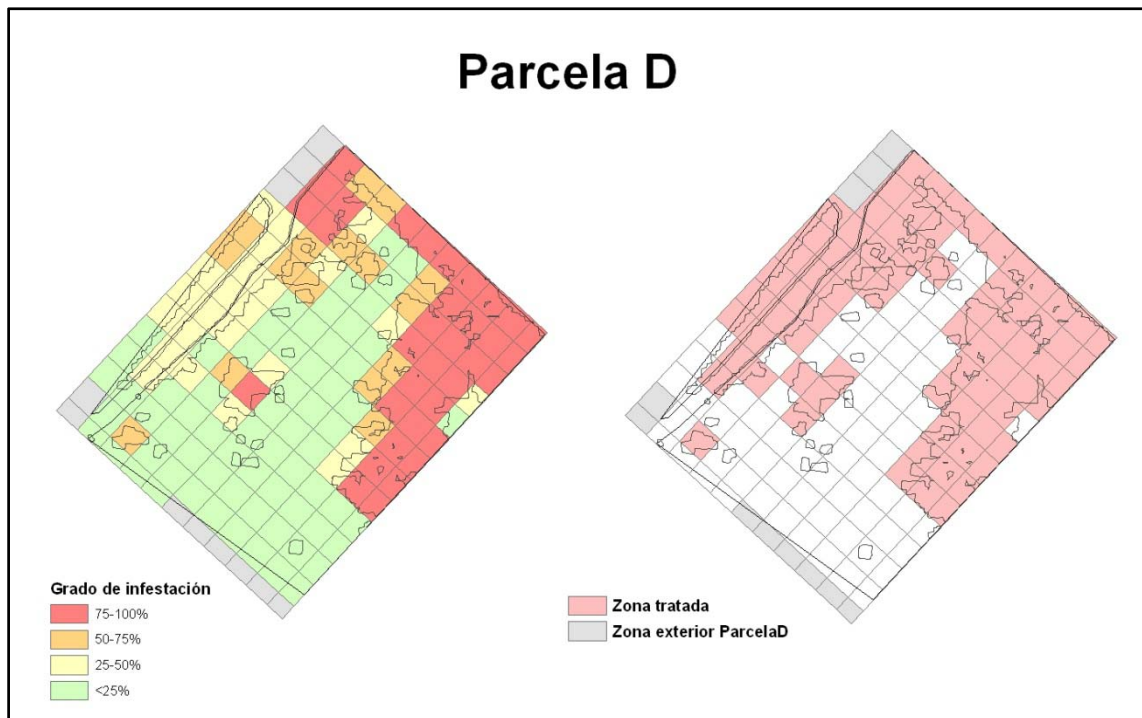 Parcela D
Grado de infestación
75-100%
50-75%
25-50%
<25%
Zona tratada
Zona exterior ParcelaD